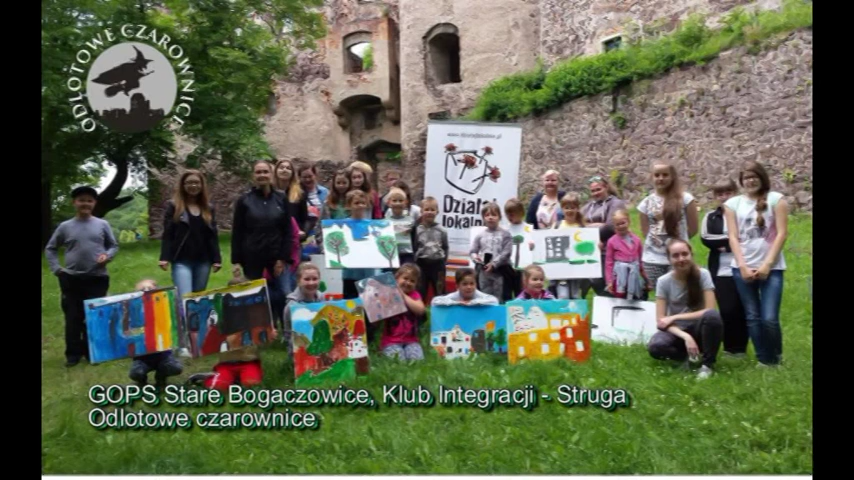 ODLOTOWE CZAROWNICE
Działaj
lokalnie
GOPS Stare Bogaczowice, Klub Integracji - Struga
Odlotowe czarownice